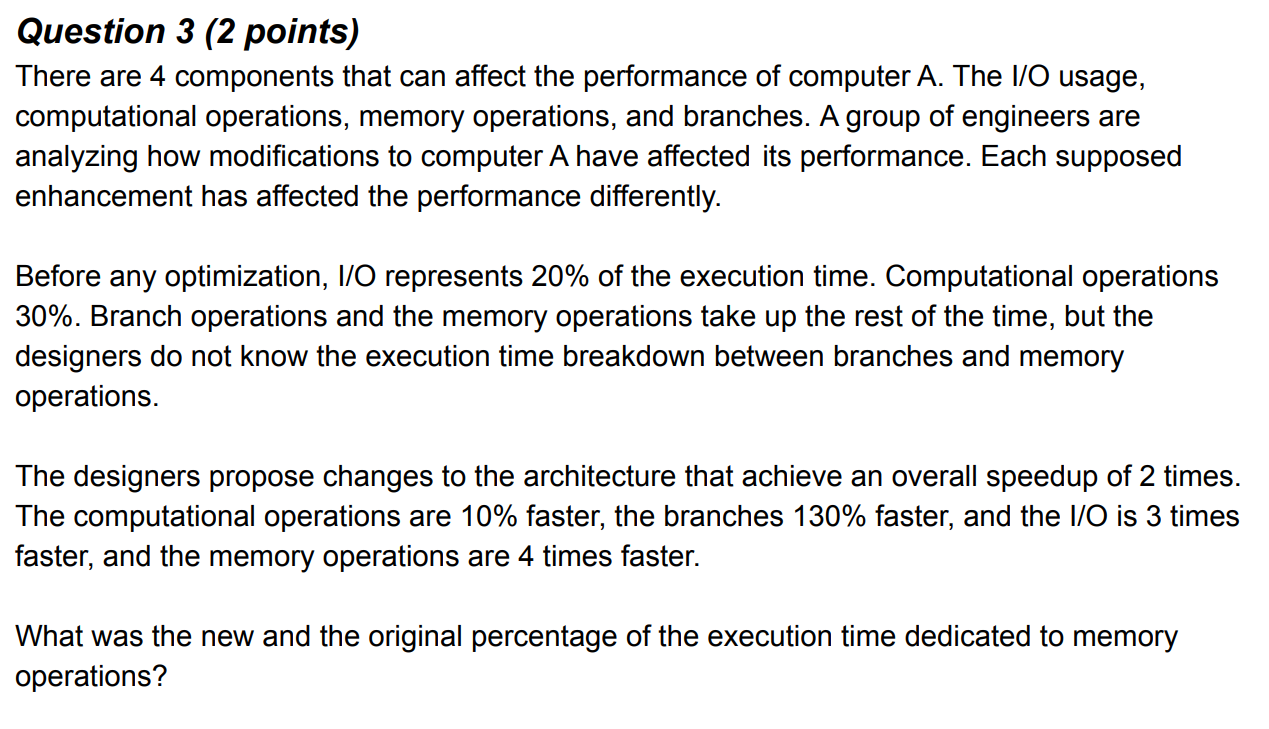 Question 3 (2 points)
There are 4 components that can affect the performance of computer A. The I/O usage,
computational operations, memory operations, and branches. A group of engineers are
analyzing how modifications to computer A have affected its performance. Each supposed
enhancement has affected the performance differently.
Before any optimization, I/O represents 20% of the execution time. Computational operations
30%. Branch operations and the memory operations take up the rest of the time, but the
designers do not know the execution time breakdown between branches and memory
operations.
The designers propose changes to the architecture that achieve an overall speedup of 2 times.
The computational operations are 10% faster, the branches 130% faster, and the I/O is 3 times
faster, and the memory operations are 4 times faster.
What was the new and the original percentage of the execution time dedicated to memory
operations?